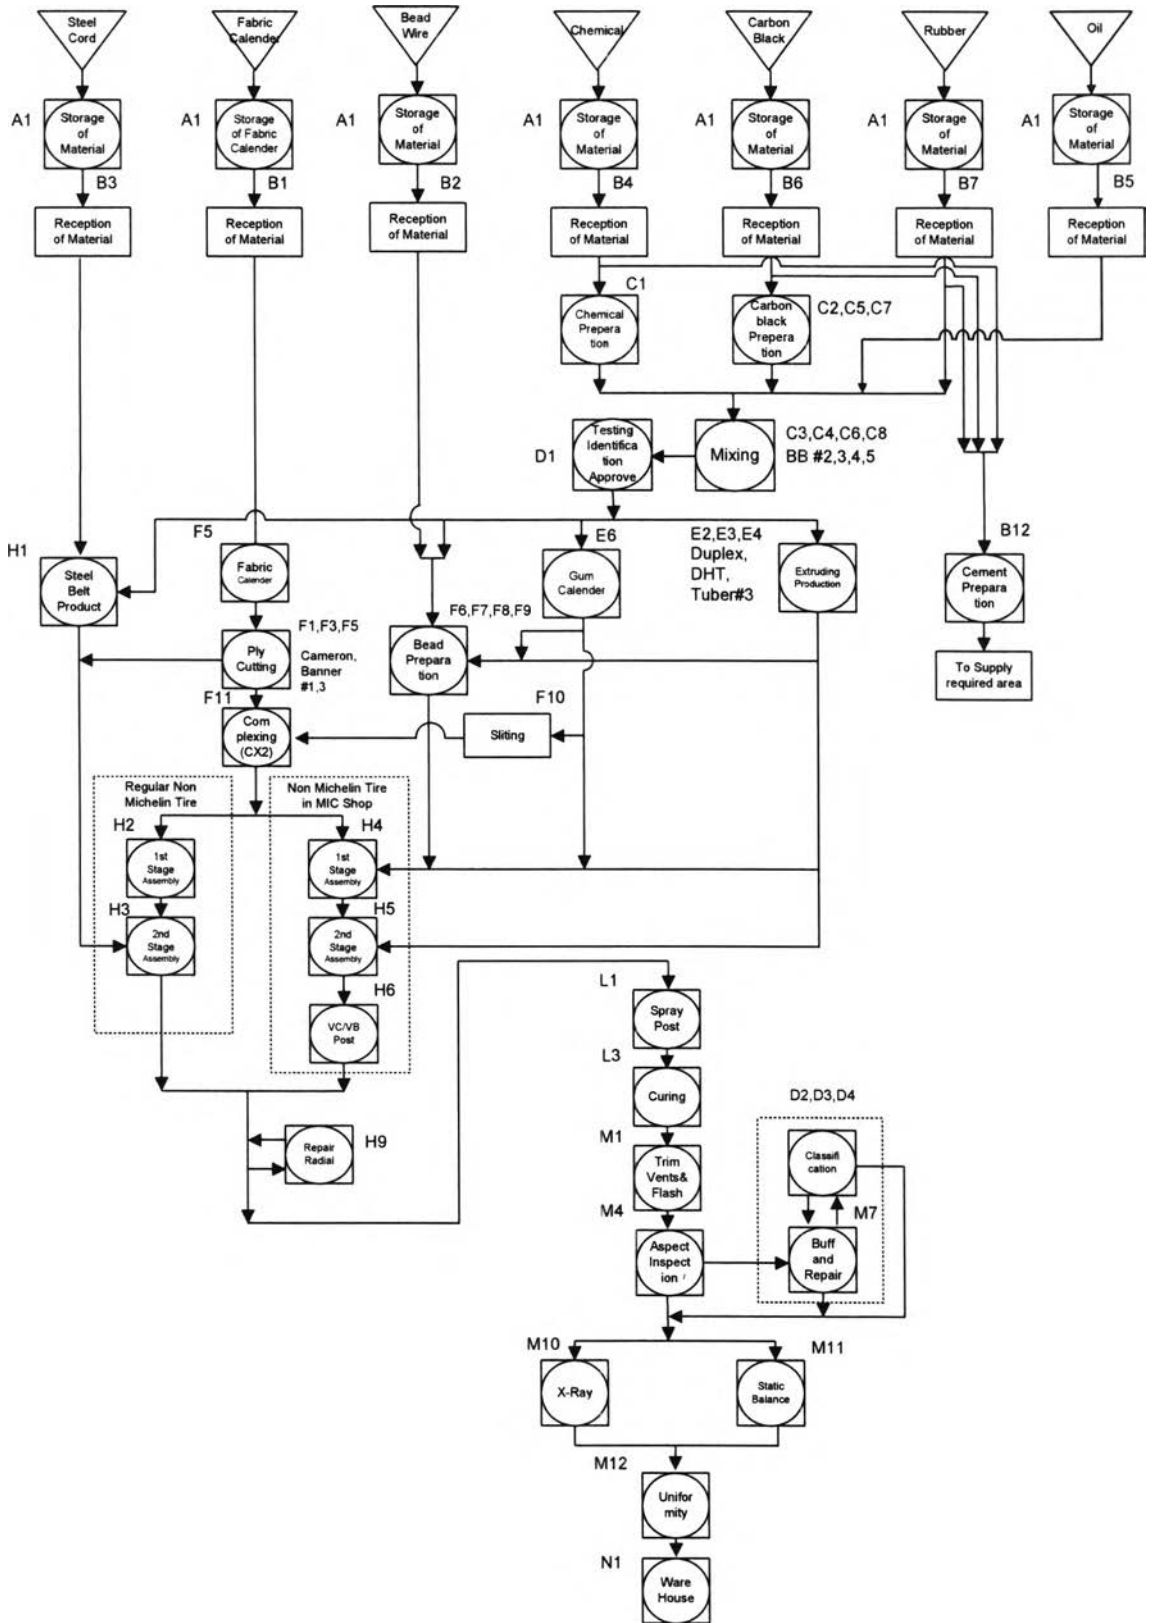 Steel
Cord
Fabric
Calender
Bead
Wire
Chemical
Carbon
Black
Rubber
Oil
A1
Storage
of
Material
A1
Storage
of Fabric
Calender
A1
Storage
of
Material
A1
Storage
of
Material
A1
Storage
of
Material
A1
Storage
of
Material
A1
Storage
of
Material
B3
B1
B2
B4
B6
B7
B5
Reception
of Material
Reception
of Material
Reception
of Material
Reception
of Material
Reception
of Material
Reception
of Material
Reception
of Material
C1
Chemical
Prepera
tion
Carbon
black
Prepera
tion
C2,C5,C7
D1
Testing
Identifica
tion
Approve
Mixing
C3,C4,C6,C8
BB #2,3,4,5
H1
Steel
Belt
Product
F5
Fabric
Calender
E6
Gum
Calender
E2,E3,E4
Duplex,
DHT,
Tuber#3
Extruding
Production
B12
Cement
Prepara
tion
To Supply
required area
Ply
Cutting
F1,F3,F5
Cameron,
Banner
#1,3
F6,F7,F8,F9
Bead
Prepara
tion
F11
Com
plexing
(CX2)
F10
Sliting
Regular Non
Michelin Tire
Non Michelin Tire
in MIC Shop
H2
1st
Stage
Assembly
H4
1st
Stage
Assembly
H3
2nd
Stage
Assembly
H5
2nd
Stage
Assembly
H6
VC/VB
Post
L1
Spray
Post
L3
Curing
H9
Repair
Radial
M1
Trim
Vents&
Flash
D2,D3,D4
Classifi
cation
M4
Aspect
Inspect
ion
M7
Buff
and
Repair
M10
X-Ray
M11
Static
Balance
M12
Unifor
mity
N1
Ware
House